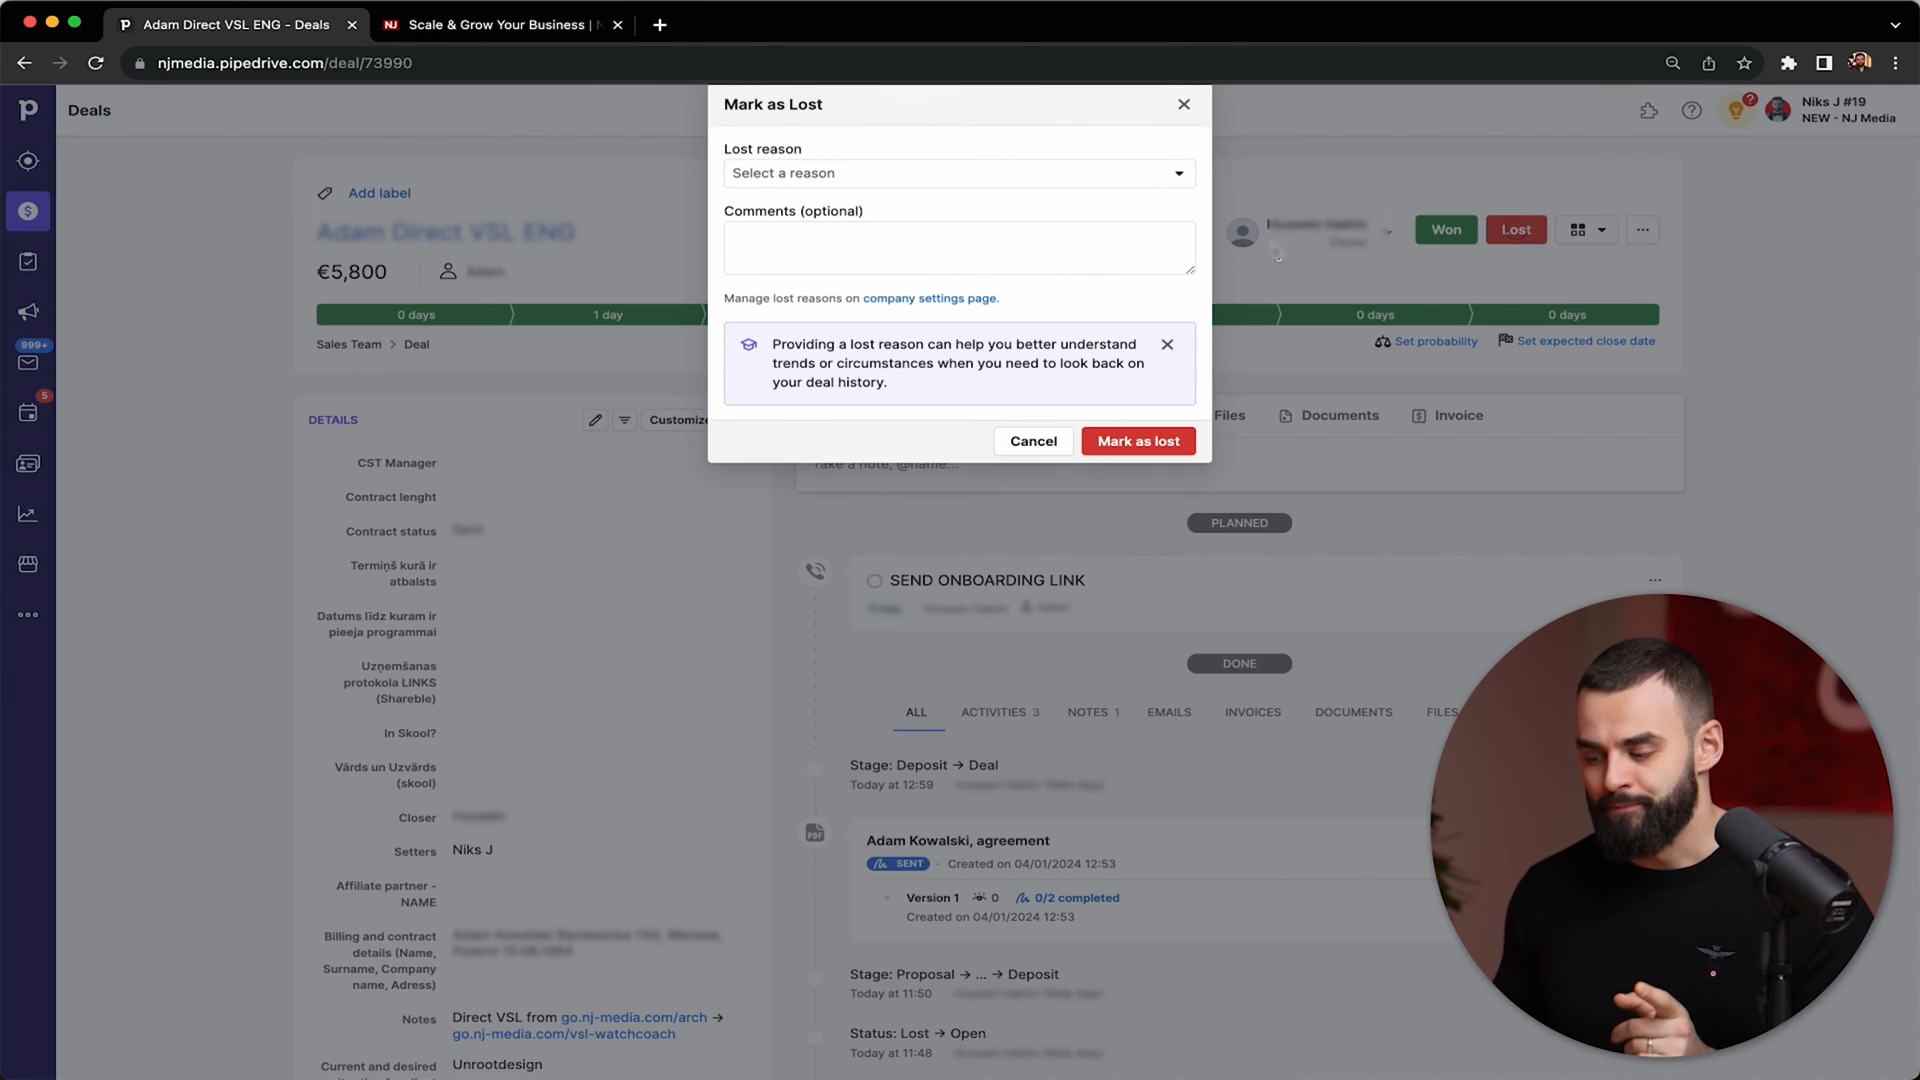 Adam Direct VSL ENG - Deals
NJ Scale & Grow Your Business |
njmedia.pipedrive.com/deal/73990
Deals
Niks J #19
NEW - NJ Media
?
Mark as Lost
Lost reason
Select a reason
Comments (optional)
Manage lost reasons on company settings page.
Providing a lost reason can help you better understand
trends or circumstances when you need to look back on
your deal history.
Cancel
Mark as lost
Add label
Adam Direct VSL ENG
€5,800
Adam
Won
Lost
0 days
1 day
0 days
0 days
Sales Team > Deal
Set probability
Set expected close date
999+
5
DETAILS
Customize
Files
Documents
Invoice
Take a note, @name...
CST Manager
Contract lenght
Contract status
Termiņš kurā ir
atbalsts
Datums līdz kuram ir
pieeja programmai
Uzņemšanas
protokola LINKS
(Shareble)
In Skool?
Vārds un Uzvārds
(skool)
Closer
Setters
Niks J
Affiliate partner -
NAME
Billing and contract
details (Name,
Surname, Company
name, Adress)
Notes
Direct VSL from go.nj-media.com/arch →
go.nj-media.com/vsl-watchcoach
Current and desired
Unrootdesign
PLANNED
SEND ONBOARDING LINK
DONE
ALL
ACTIVITIES 3
NOTES 1
EMAILS
INVOICES
DOCUMENTS
FILES
Stage: Deposit → Deal
Today at 12:59
PDF
Adam Kowalski, agreement
SENT · Created on 04/01/2024 12:53
Version 1 0 0/2 completed
Created on 04/01/2024 12:53
Stage: Proposal → ... → Deposit
Today at 11:50
Status: Lost → Open
Today at 11:48